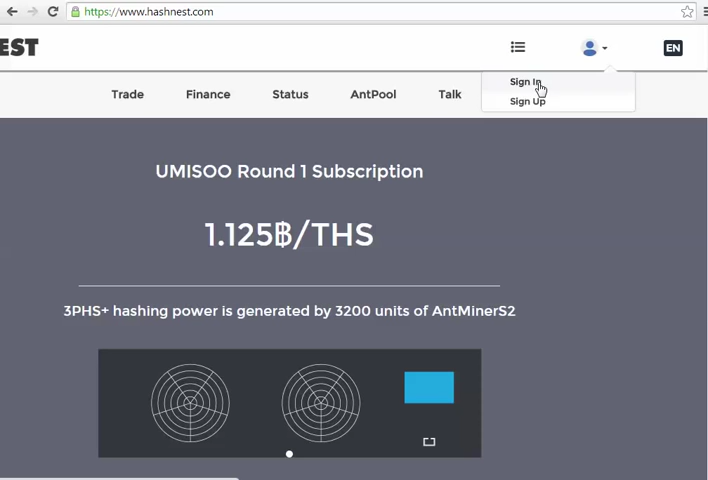 https://www.hashnest.com
EST
EN
Sign In
Sign Up
Trade
Finance
Status
AntPool
Talk
UMISOO Round 1 Subscription
1.125฿/THS
3PHS+ hashing power is generated by 3200 units of AntMinerS2